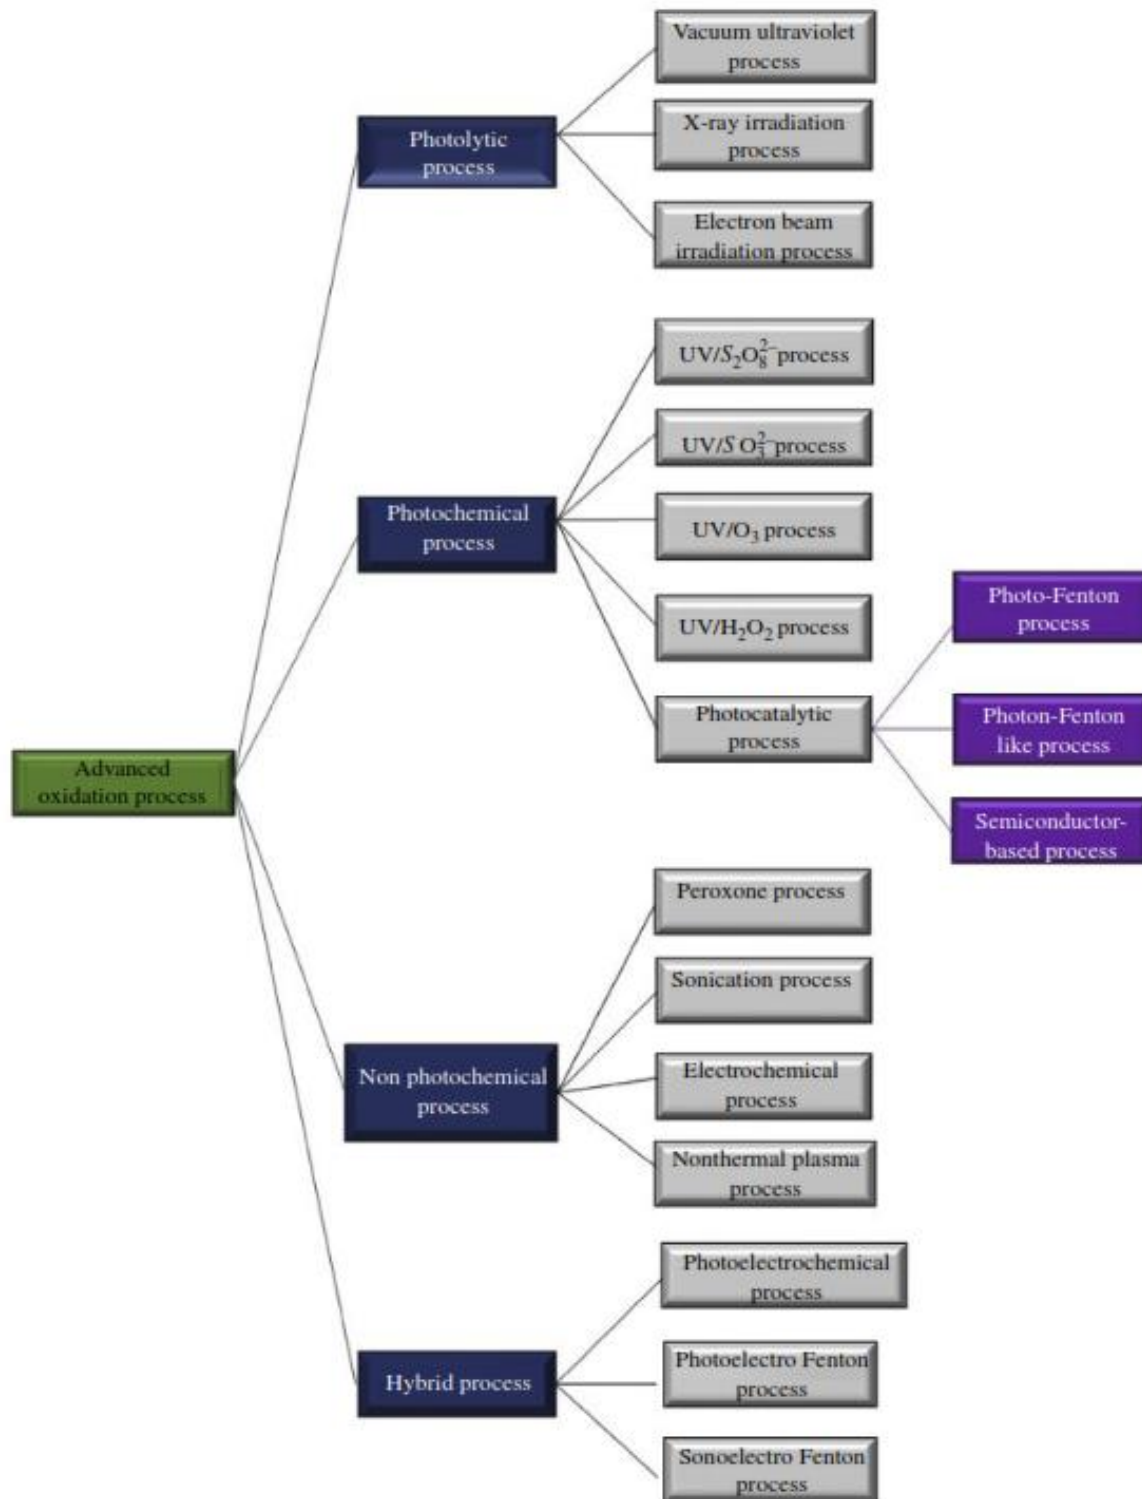 Vacuum ultraviolet
process
X-ray irradiation
process
Photolytic
process
Electron beam
irradiation process
UV/S₂O₈²⁻process
UV/S O₃²⁻process
Photochemical
process
UV/O₃ process
UV/H₂O₂ process
Photo-Fenton
process
Photocatalytic
process
Photon-Fenton
like process
Advanced
oxidation process
Semiconductor-
based process
Peroxone process
Sonication process
Non photochemical
process
Electrochemical
process
Nonthermal plasma
process
Photoelectrochemical
process
Hybrid process
Photoelectro Fenton
process
Sonoelectro Fenton
process